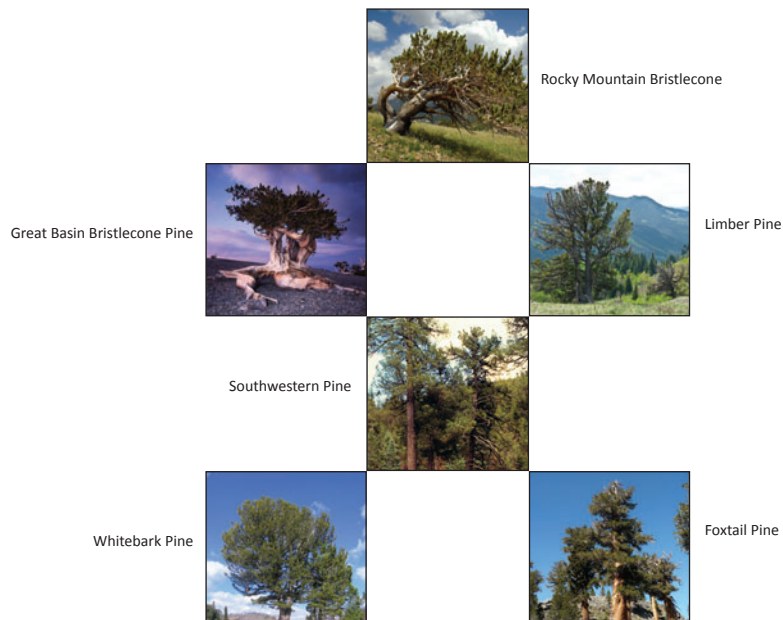 Rocky Mountain Bristlecone
Great Basin Bristlecone Pine
Limber Pine
Southwestern Pine
Whitebark Pine
Foxtail Pine